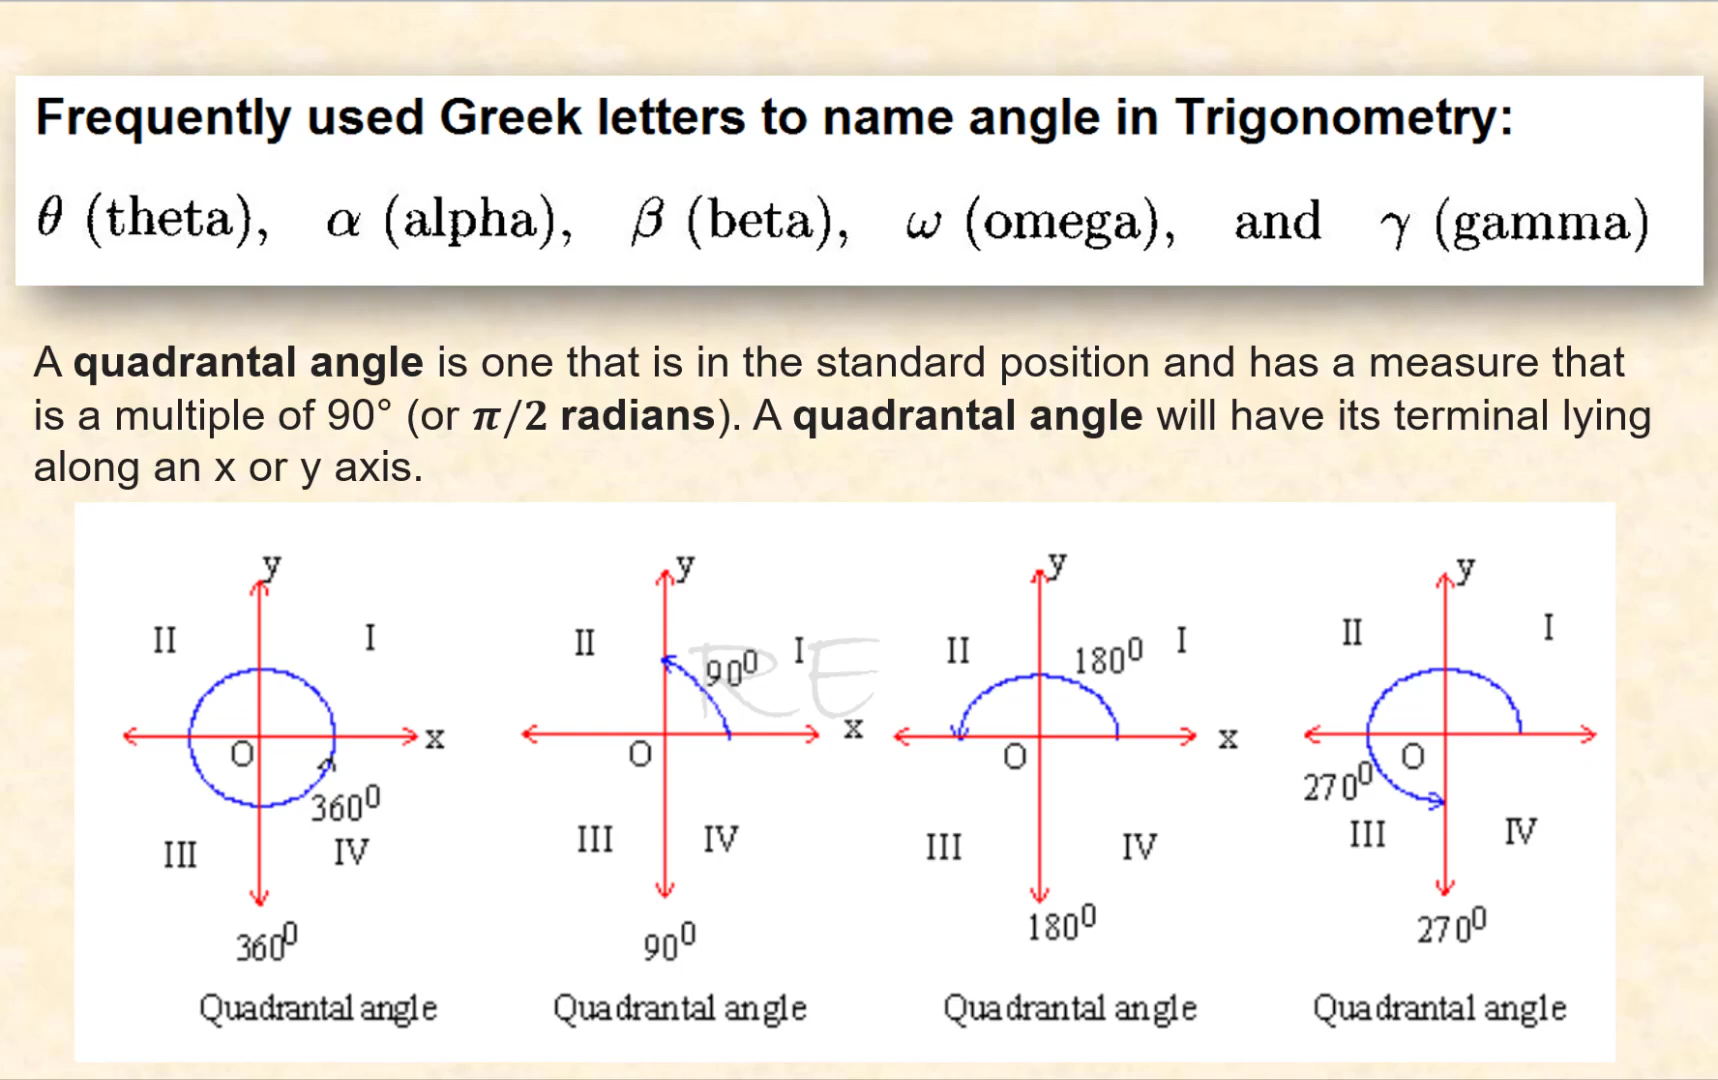 Frequently used Greek letters to name angle in Trigonometry:
θ (theta), α (alpha), β (beta), ω (omega), and γ (gamma)
A quadrantal angle is one that is in the standard position and has a measure that
is a multiple of 90° (or π/2 radians). A quadrantal angle will have its terminal lying
along an x or y axis.
y
II I
O x
360⁰
III IV
360⁰
Quadrantal angle
y
II I
90⁰
O x
III IV
90⁰
Quadrantal angle
y
II 180⁰ I
O x
III IV
180⁰
Quadrantal angle
y
II I
O
270⁰
III IV
270⁰
Quadrantal angle
RE